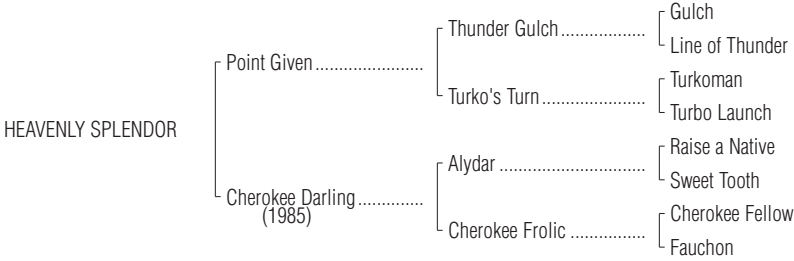 Gulch
Thunder Gulch....................
Line of Thunder
Point Given.........................
Turkoman
Turko's Turn.......................
Turbo Launch
HEAVENLY SPLENDOR
Raise a Native
Alydar ................................
Sweet Tooth
Cherokee Darling...............
(1985)
Cherokee Fellow
Cherokee Frolic .................
Fauchon